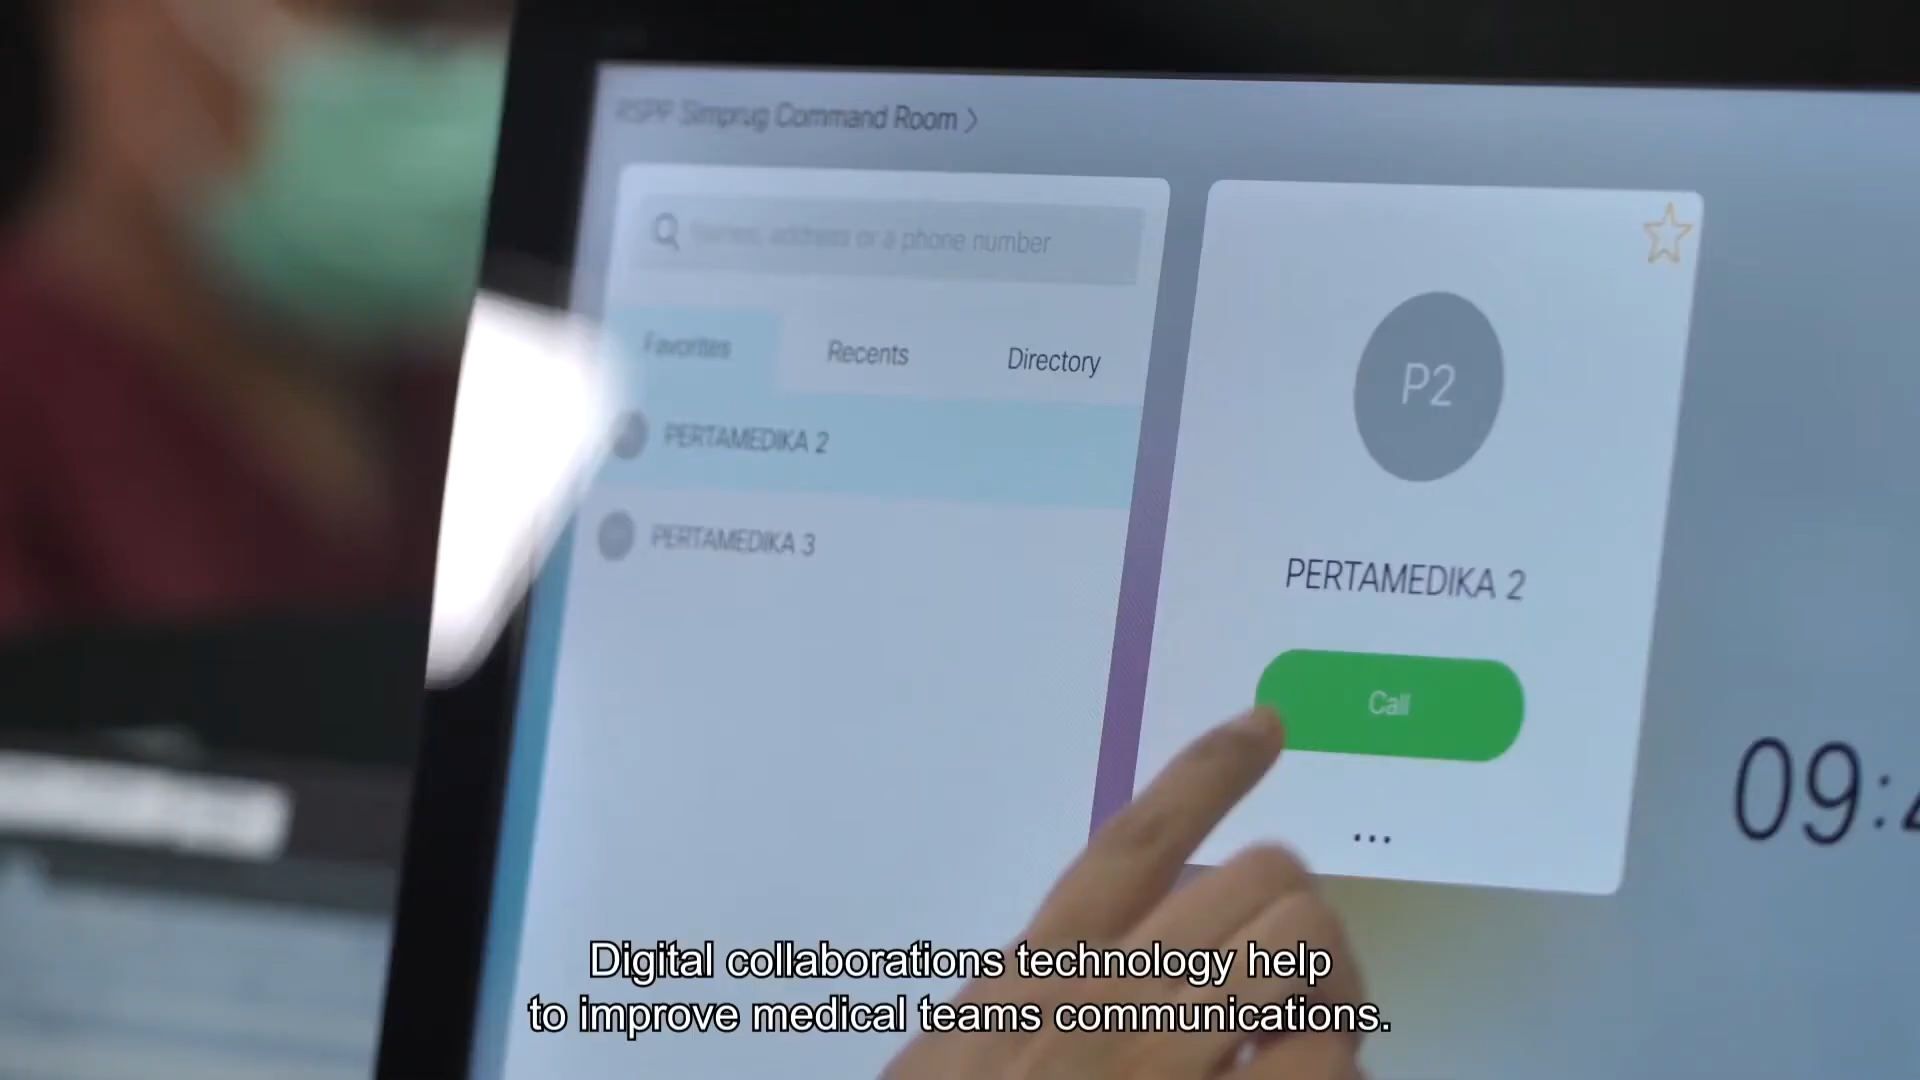 RSPP Simprug Command Room >
Names, address or a phone number
Favorites
Recents
Directory
PERTAMEDIKA 2
PERTAMEDIKA 3
P2
PERTAMEDIKA 2
Call
...
09:4
Digital collaborations technology help
to improve medical teams communications.